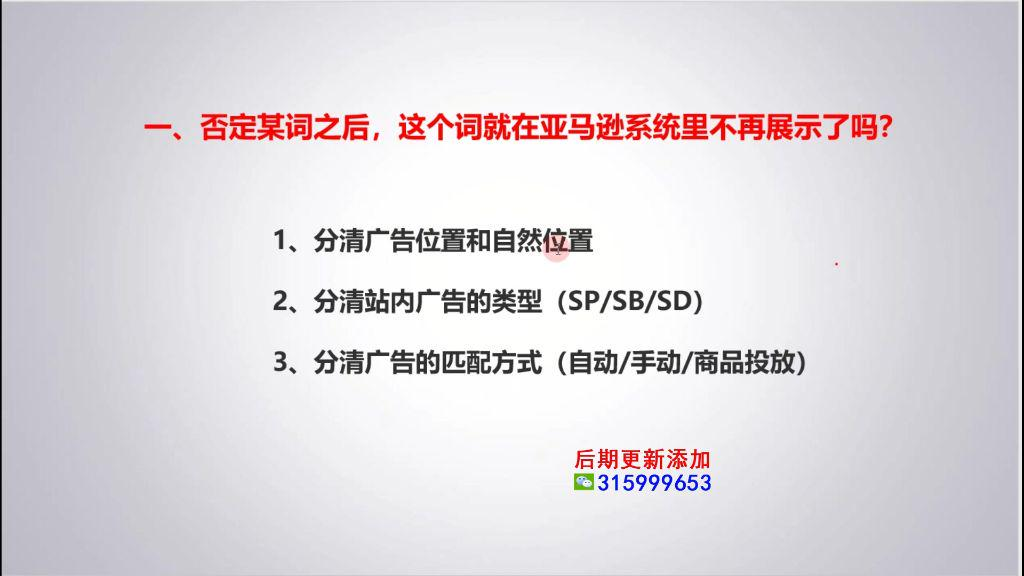 一、否定某词之后，这个词就在亚马逊系统里不再展示了吗？
1、分清广告位置和自然位置
2、分清站内广告的类型（SP/SB/SD）
3、分清广告的匹配方式（自动/手动/商品投放）
后期更新添加
315999653